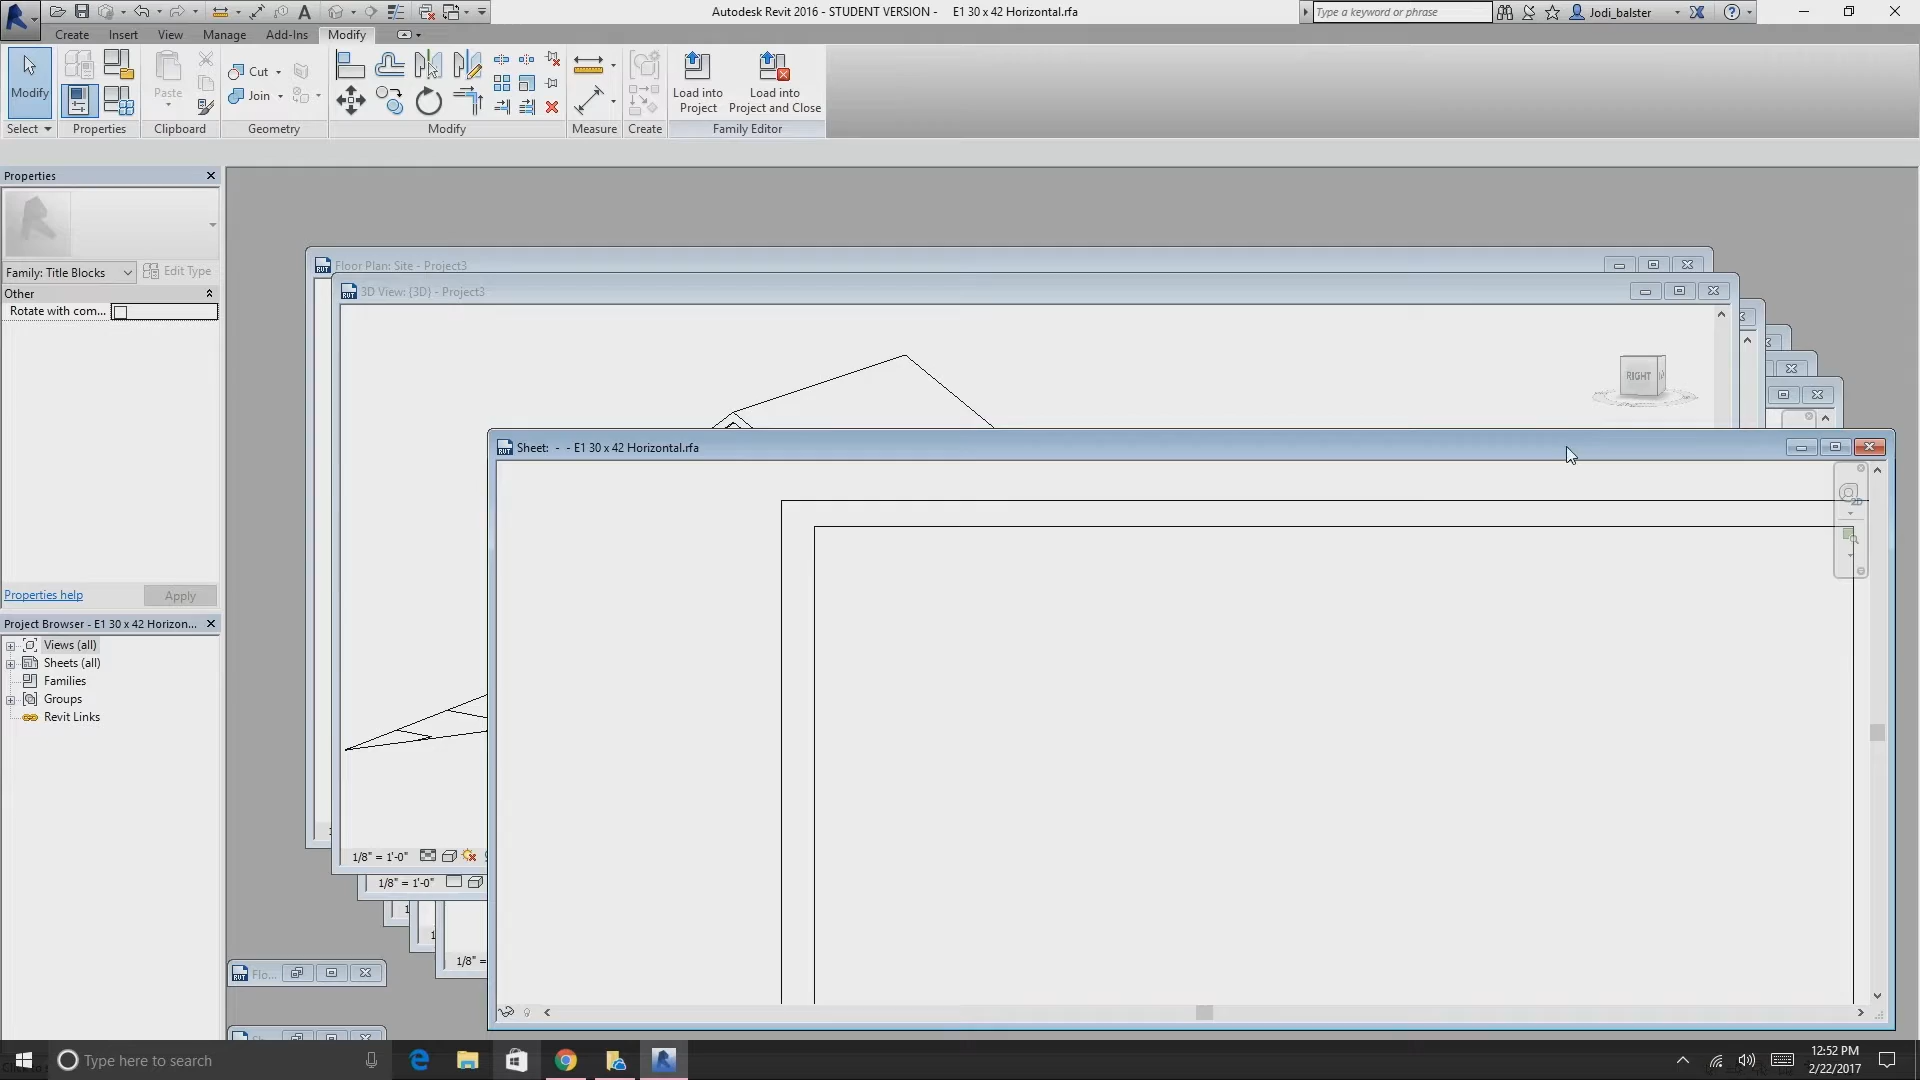 Autodesk Revit 2016 - STUDENT VERSION - E1 30 x 42 Horizontal.rfa
Type a keyword or phrase
Jodi_balster
Create Insert View Manage Add-Ins Modify
Modify
Paste
Cut
Join
Load into Project
Load into Project and Close
Select Properties Clipboard Geometry Modify Measure Create Family Editor
Properties
Family: Title Blocks
Edit Type
Other
Rotate with com...
Properties help
Apply
Project Browser - E1 30 x 42 Horizon...
Views (all)
Sheets (all)
Families
Groups
Revit Links
Floor Plan: Site - Project3
3D View: {3D} - Project3
RIGHT
Sheet: - - E1 30 x 42 Horizontal.rfa
2D
1/8" = 1'-0"
1/8" = 1'-0"
1/8" =
Flo...
Type here to search
12:52 PM
2/22/2017